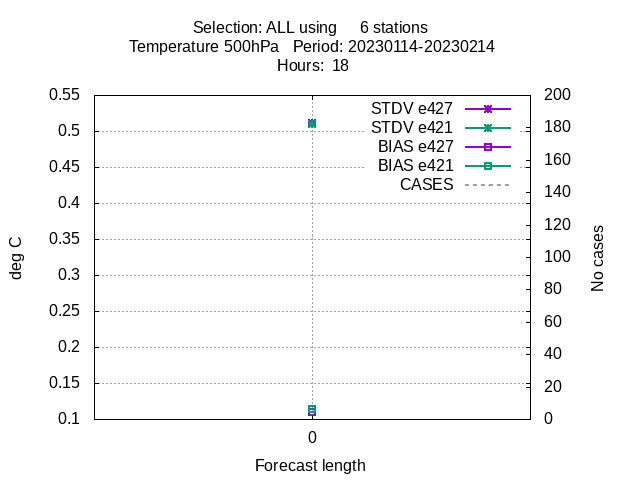 Selection: ALL using 6 stations
Temperature 500hPa Period: 20230114-20230214
Hours: 18
0.55
0.5
0.45
0.4
0.35
0.3
0.25
0.2
0.15
0.1
200
180
160
140
120
100
80
60
40
20
0
STDV e427
STDV e421
BIAS e427
BIAS e421
CASES
deg C
No cases
0
Forecast length